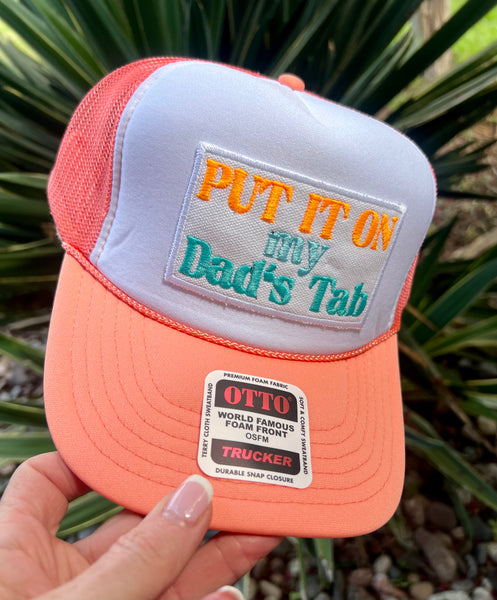 PUT IT ON
my
Dad's Tab
PREMIUM FOAM FABRIC
TERRY CLOTH SWEATBAND
OTTO®
WORLD FAMOUS
FOAM FRONT
OSFM
TRUCKER
SOFT & COMFY SWEATBAND
DURABLE SNAP CLOSURE